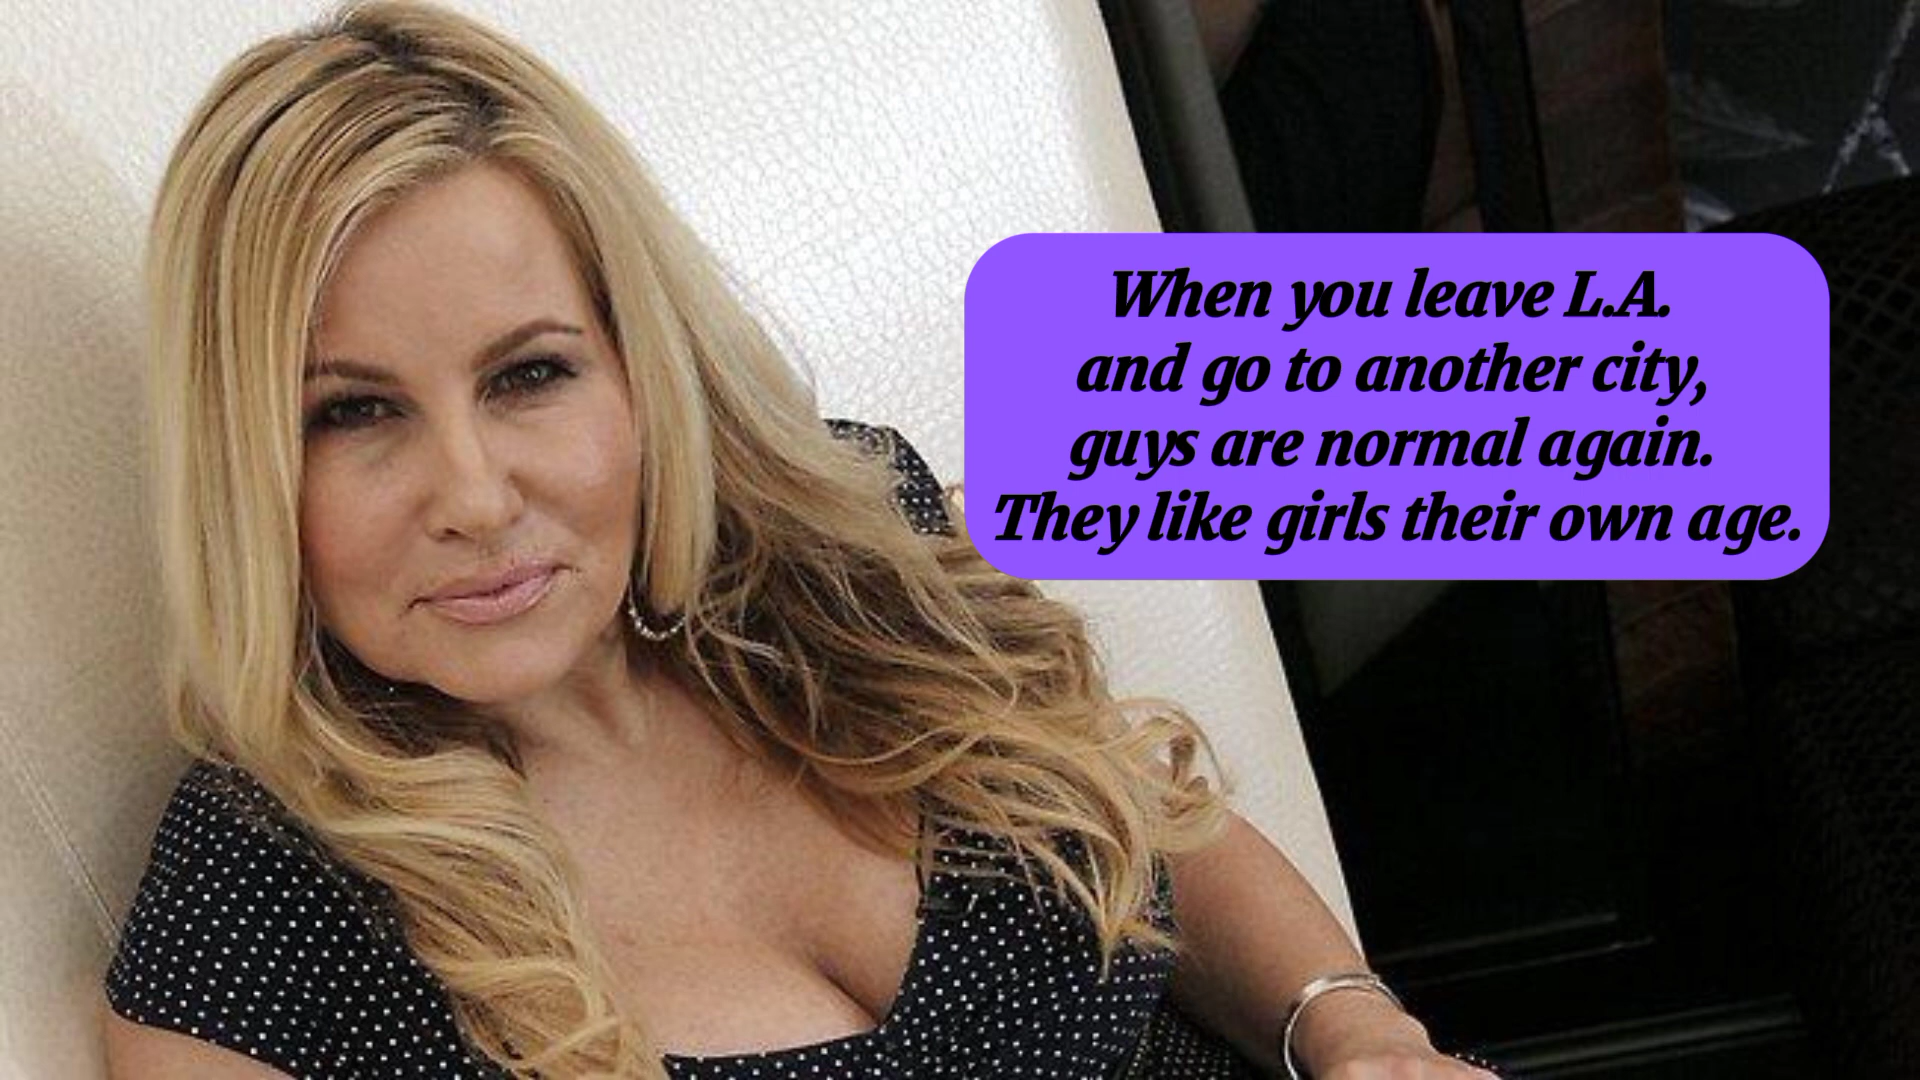 When you leave L.A.
and go to another city,
guys are normal again.
They like girls their own age.